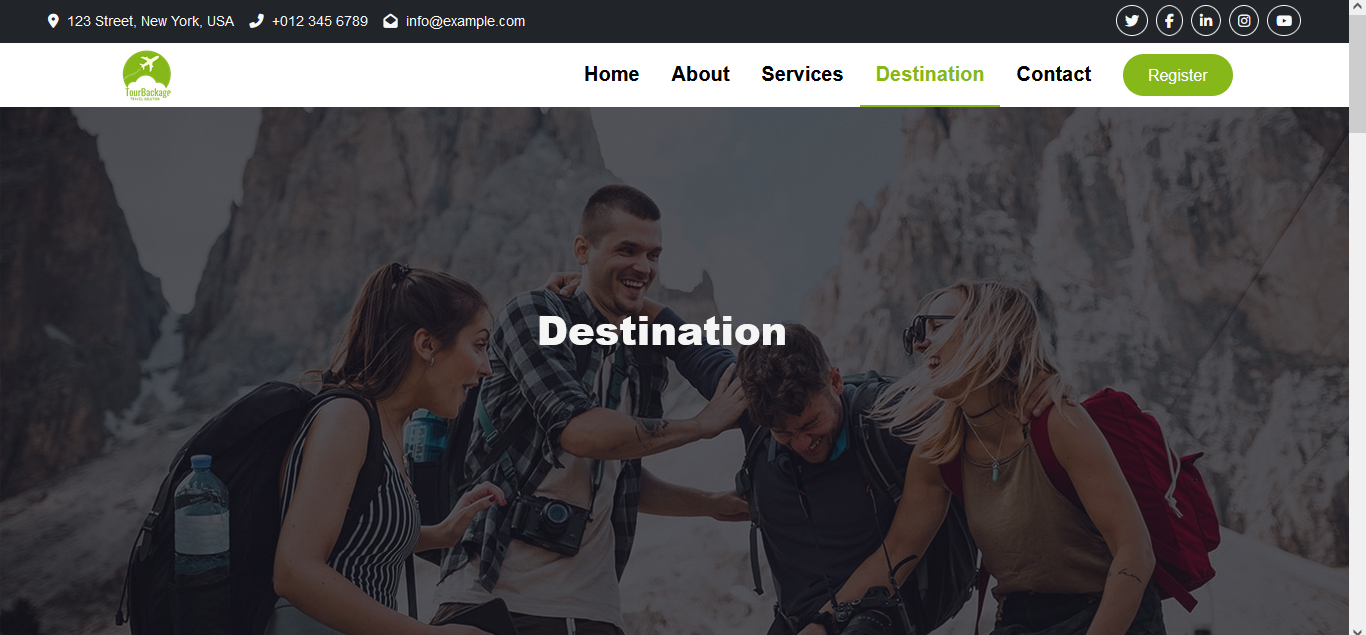 123 Street, New York, USA +012 345 6789 info@example.com
TourBackage
TRAVEL SOLUTION
Home About Services Destination Contact Register
Destination